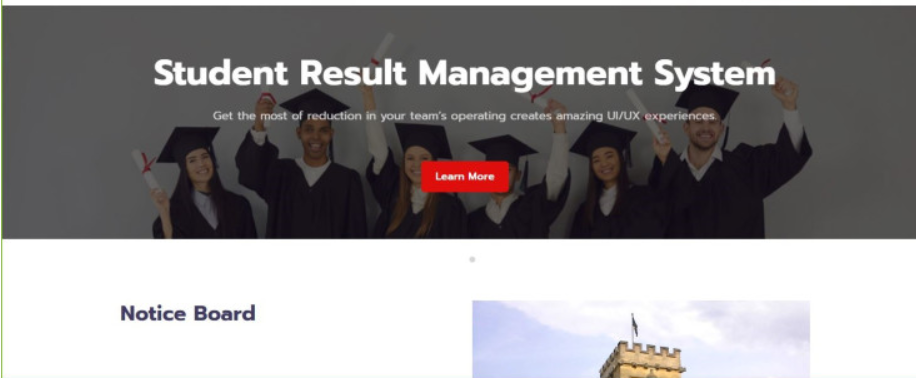 Student Result Management System
Get the most of reduction in your team's operating creates amazing UI/UX experiences.
Learn More
Notice Board